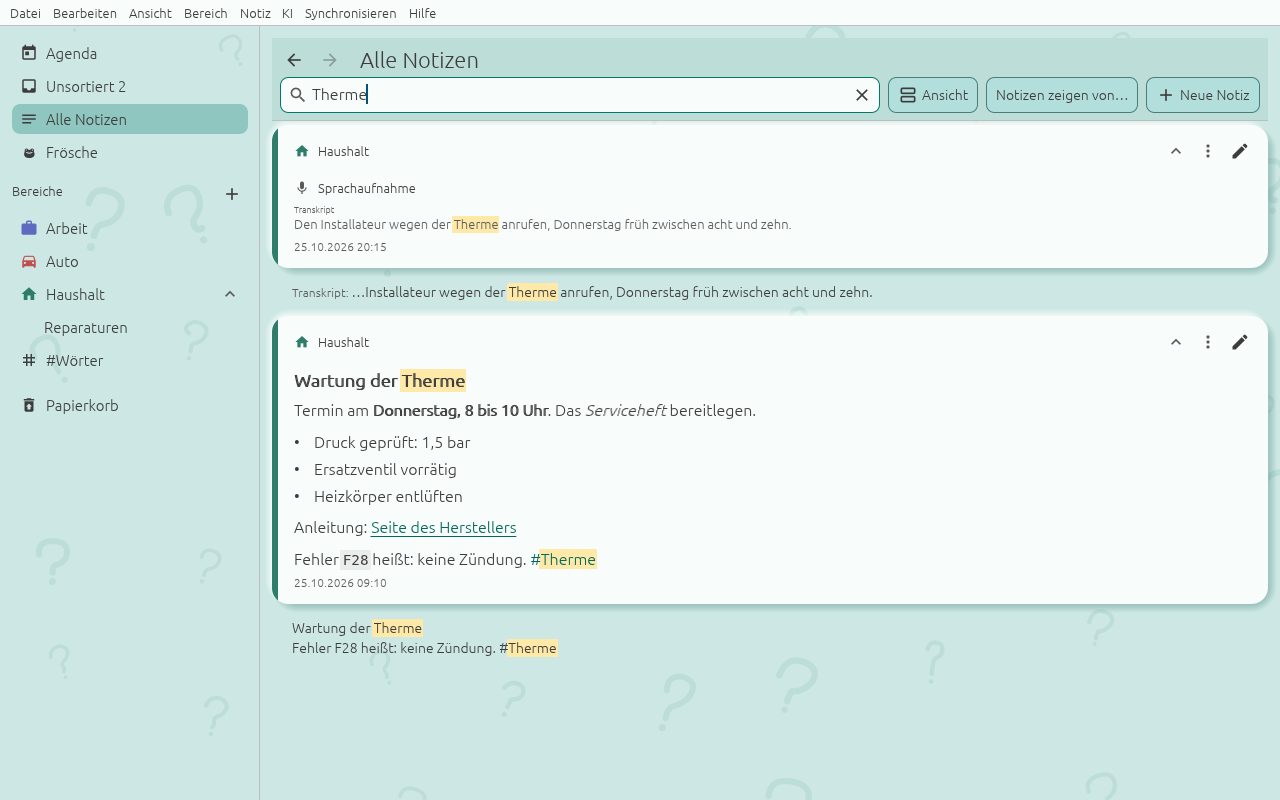 Datei Bearbeiten Ansicht Bereich Notiz KI Synchronisieren Hilfe
Agenda
Unsortiert 2
Alle Notizen
Frösche
Bereiche
Arbeit
Auto
Haushalt
Reparaturen
#Wörter
Papierkorb
Alle Notizen
Therme
Ansicht
Notizen zeigen von…
Neue Notiz
Haushalt
Sprachaufnahme
Transkript
Den Installateur wegen der Therme anrufen, Donnerstag früh zwischen acht und zehn.
25.10.2026 20:15
Transkript: …Installateur wegen der Therme anrufen, Donnerstag früh zwischen acht und zehn.
Haushalt
Wartung der Therme
Termin am Donnerstag, 8 bis 10 Uhr. Das Serviceheft bereitlegen.
• Druck geprüft: 1,5 bar
• Ersatzventil vorrätig
• Heizkörper entlüften
Anleitung: Seite des Herstellers
Fehler F28 heißt: keine Zündung. #Therme
25.10.2026 09:10
Wartung der Therme
Fehler F28 heißt: keine Zündung. #Therme